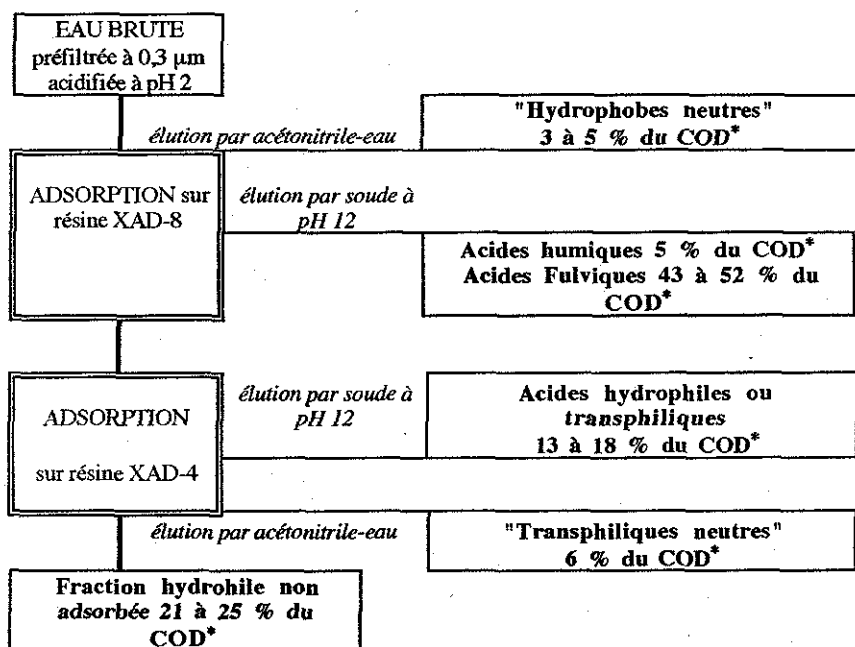 EAU BRUTE
préfiltrée à 0,3 µm
acidifiée à pH 2
élution par acétonitrile-eau
"Hydrophobes neutres"
3 à 5 % du COD*
ADSORPTION sur
résine XAD-8
élution par soude à
pH 12
Acides humiques 5 % du COD*
Acides Fulviques 43 à 52 % du
COD*
ADSORPTION
sur résine XAD-4
élution par soude à
pH 12
Acides hydrophiles ou
transphiliques
13 à 18 % du COD*
élution par acétonitrile-eau
"Transphiliques neutres"
6 % du COD*
Fraction hydrohile non
adsorbée 21 à 25 % du
COD*